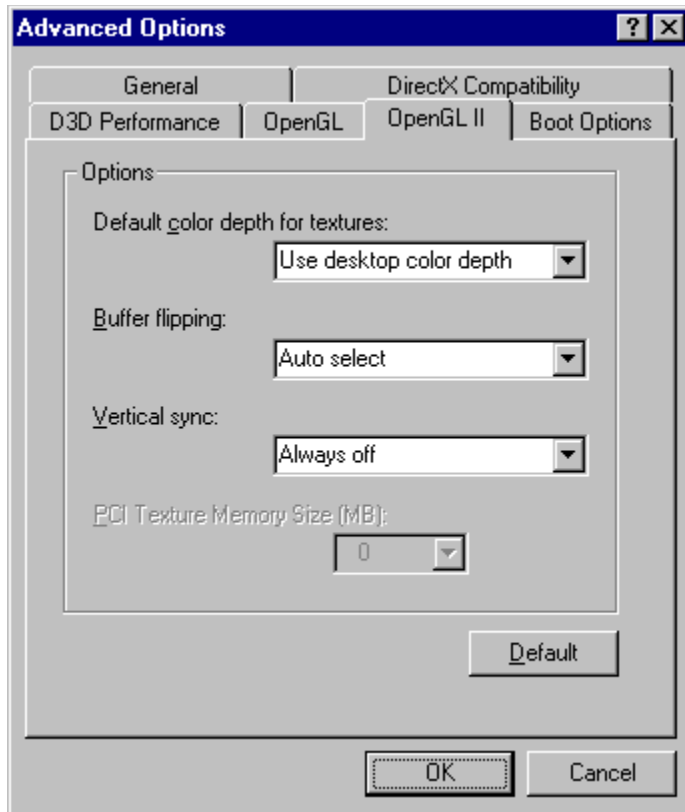 Advanced Options
General
DirectX Compatibility
D3D Performance
OpenGL
OpenGL II
Boot Options
Options
Default color depth for textures:
Use desktop color depth
Buffer flipping:
Auto select
Vertical sync:
Always off
PCI Texture Memory Size (MB):
0
Default
OK
Cancel